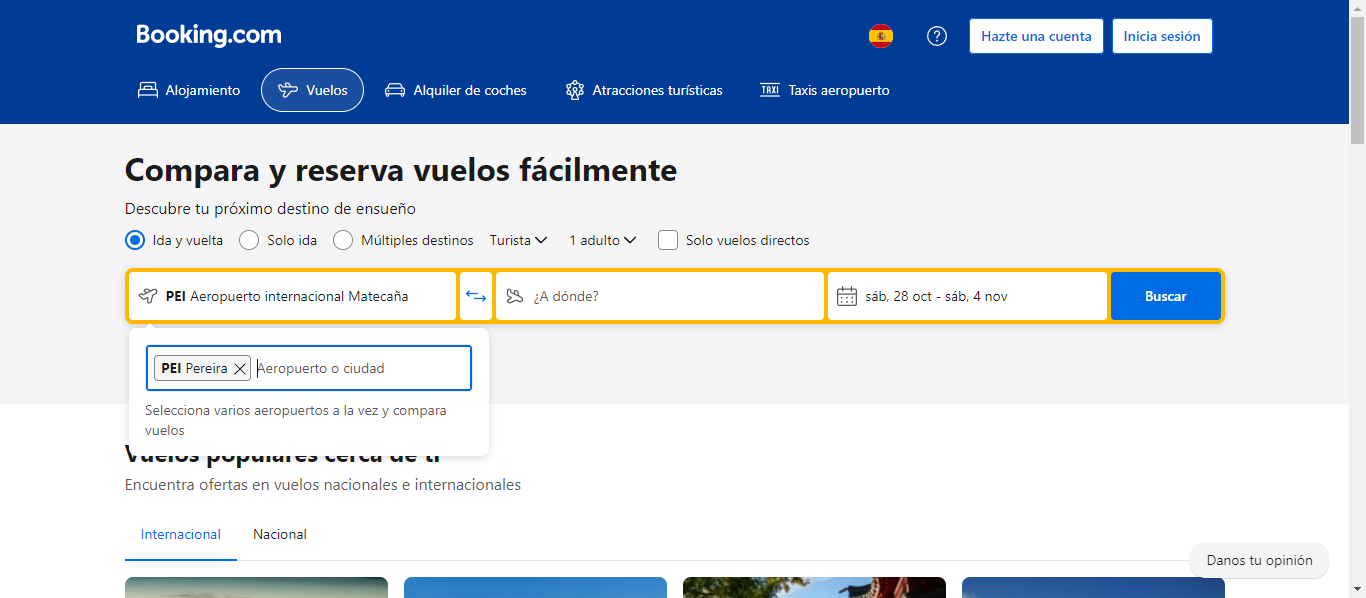 Booking.com
?
Hazte una cuenta
Inicia sesión
Alojamiento
Vuelos
Alquiler de coches
Atracciones turísticas
TAXI
Taxis aeropuerto
Compara y reserva vuelos fácilmente
Descubre tu próximo destino de ensueño
Ida y vuelta
Solo ida
Múltiples destinos
Turista
1 adulto
Solo vuelos directos
PEI Aeropuerto internacional Matecaña
¿A dónde?
sáb, 28 oct - sáb, 4 nov
Buscar
PEI Pereira
Aeropuerto o ciudad
Selecciona varios aeropuertos a la vez y compara
vuelos
Vuelos populares cerca de ti
Encuentra ofertas en vuelos nacionales e internacionales
Internacional
Nacional
Danos tu opinión